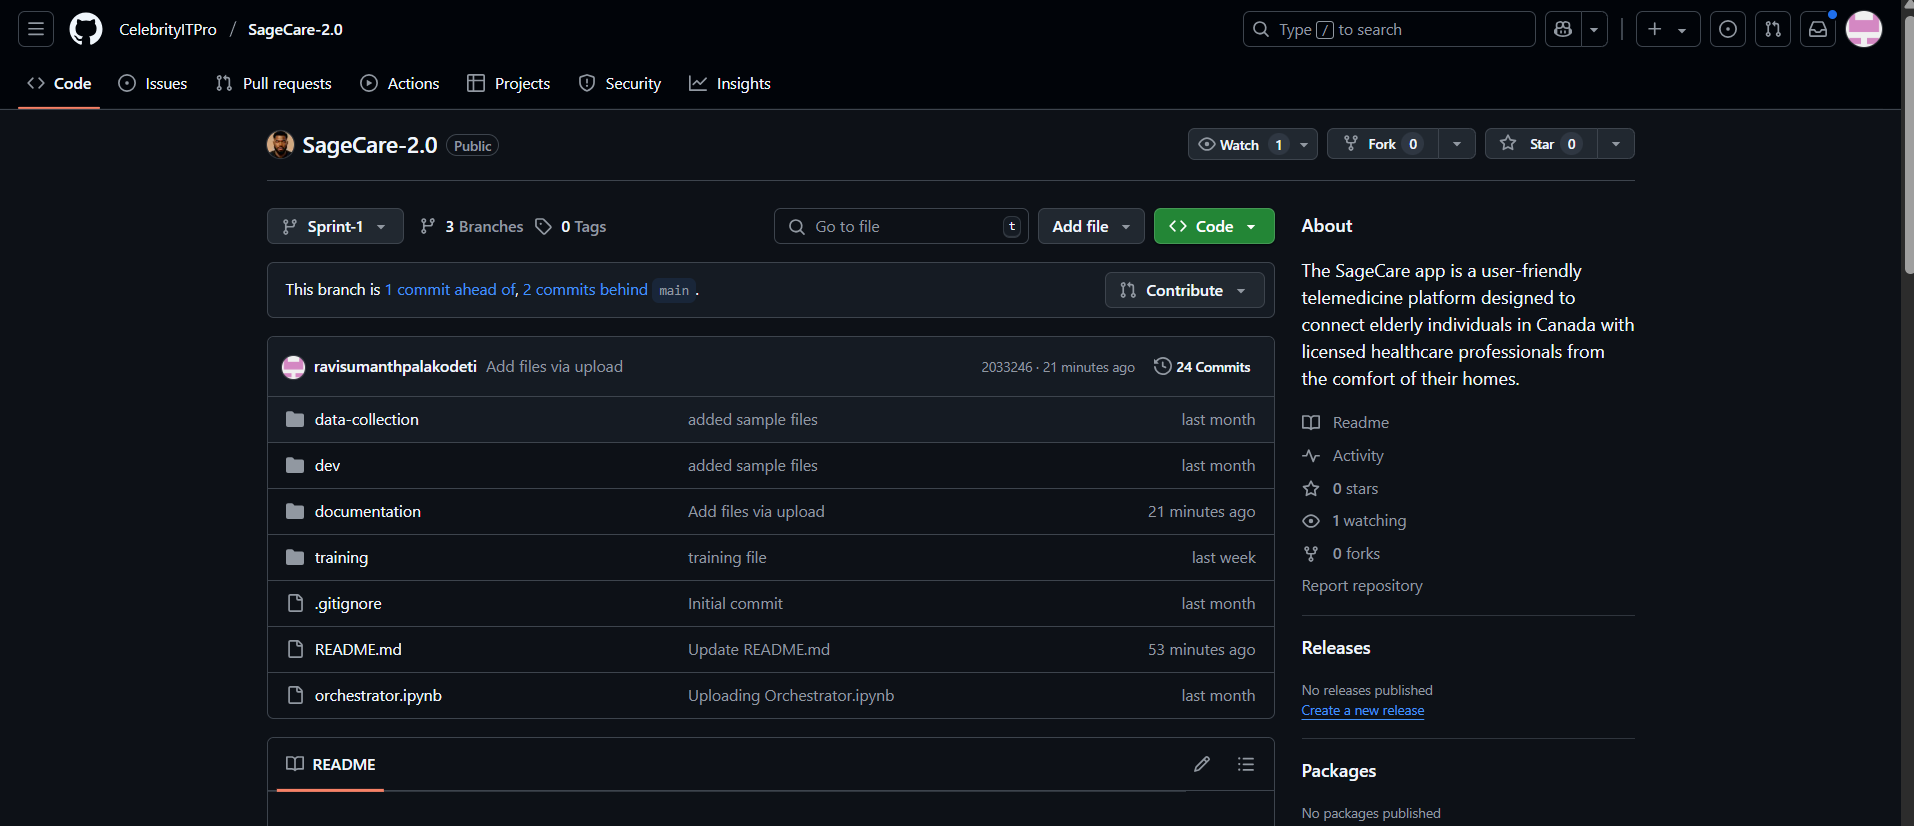 CelebrityITPro / SageCare-2.0
Type / to search
Code
Issues
Pull requests
Actions
Projects
Security
Insights
SageCare-2.0 Public
Watch 1
Fork 0
Star 0
Sprint-1
3 Branches
0 Tags
Go to file t
Add file
Code
This branch is 1 commit ahead of, 2 commits behind main .
Contribute
ravisumanthpalakodeti Add files via upload 2033246 · 21 minutes ago 24 Commits
data-collection added sample files last month
dev added sample files last month
documentation Add files via upload 21 minutes ago
training training file last week
.gitignore Initial commit last month
README.md Update README.md 53 minutes ago
orchestrator.ipynb Uploading Orchestrator.ipynb last month
README
About
The SageCare app is a user-friendly
telemedicine platform designed to
connect elderly individuals in Canada with
licensed healthcare professionals from
the comfort of their homes.
Readme
Activity
0 stars
1 watching
0 forks
Report repository
Releases
No releases published
Create a new release
Packages
No packages published